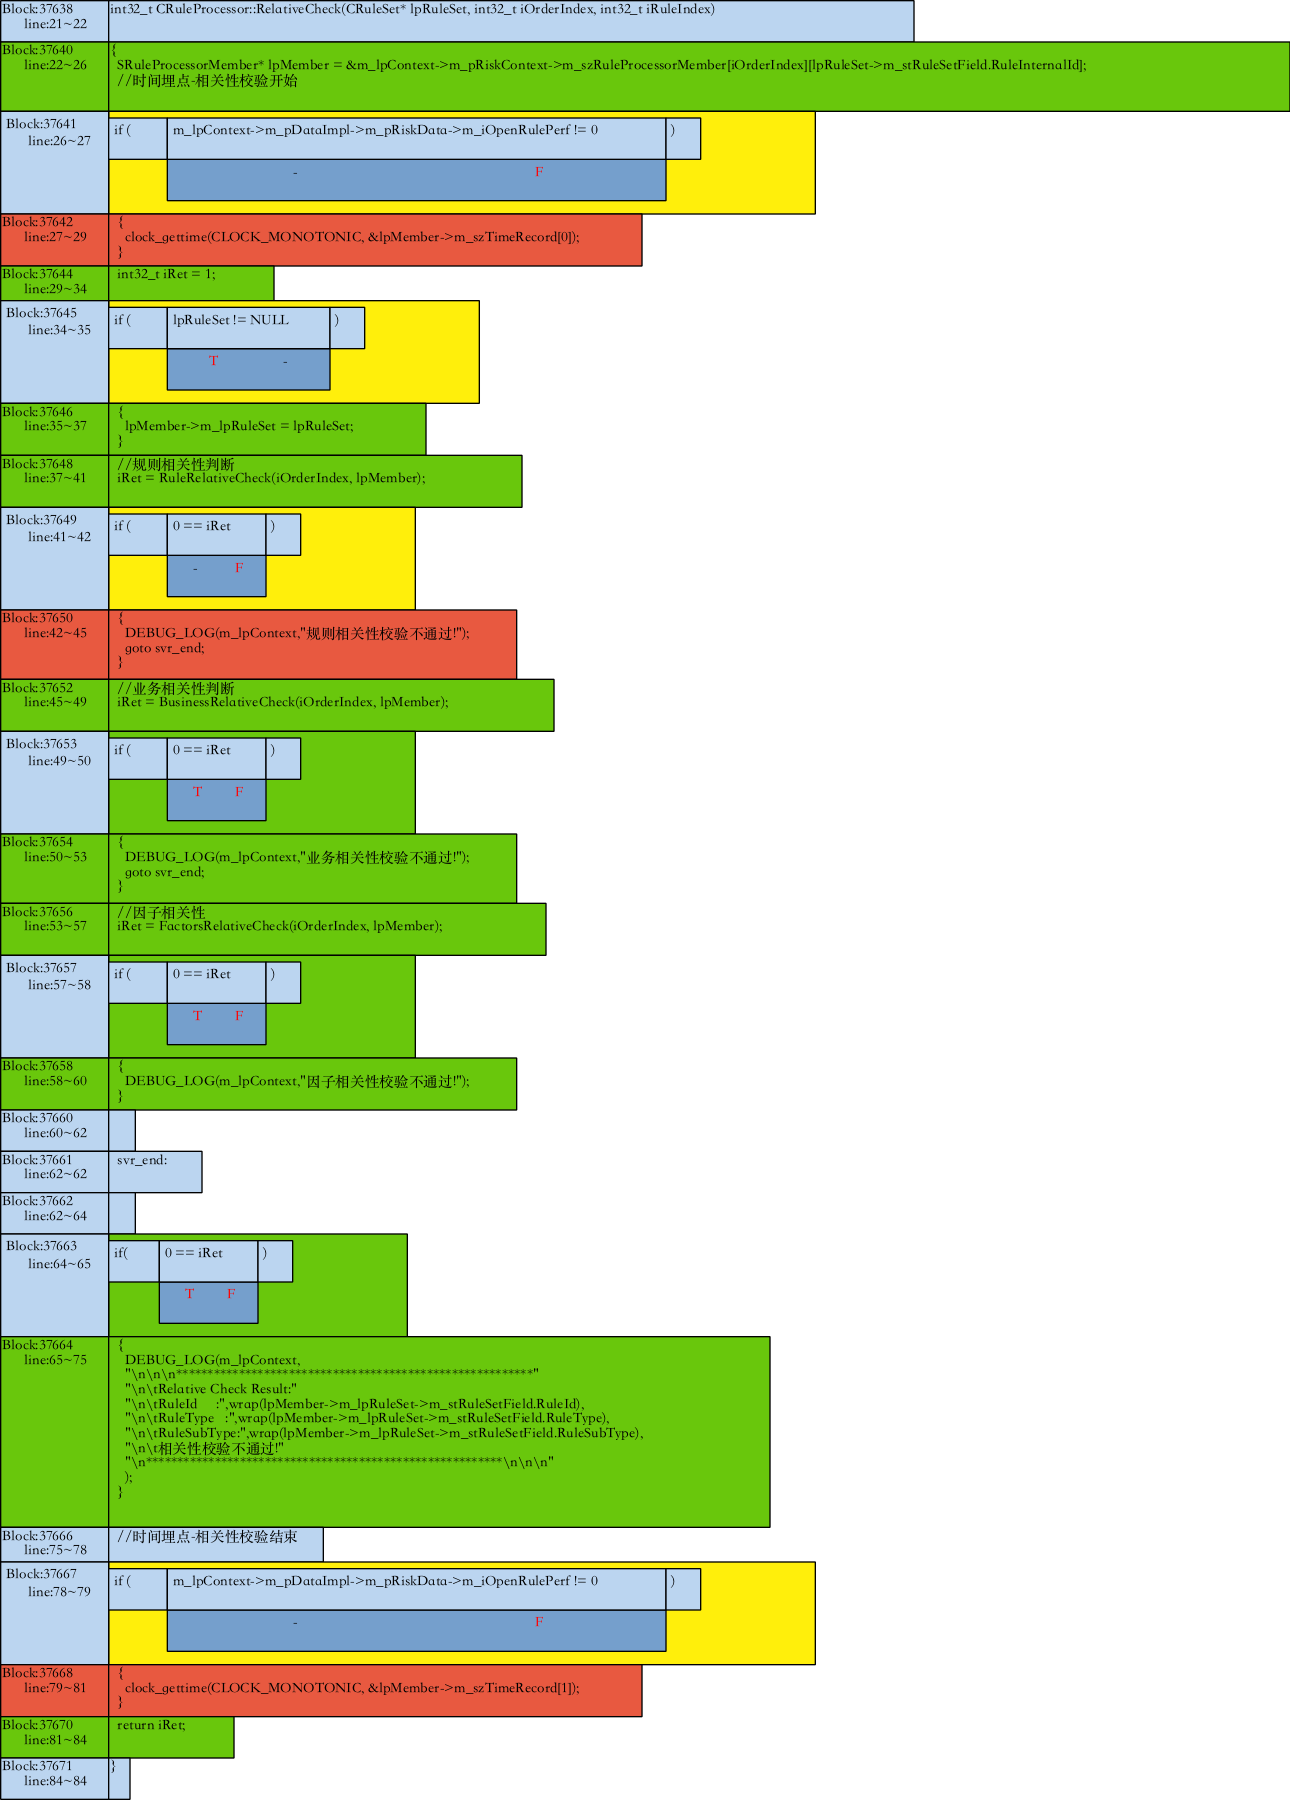 Block:37638 int32_t CRuleProcessor::RelativeCheck(CRuleSet* lpRuleSet, int32_t iOrderIndex, int32_t iRuleIndex)
line:21~22
Block:37640 {
line:22~26 SRuleProcessorMember* lpMember = &m_lpContext->m_pRiskContext->m_szRuleProcessorMember[iOrderIndex][lpRuleSet->m_stRuleSetField.RuleInternalId];
//时间埋点-相关性校验开始
Block:37641 if ( m_lpContext->m_pDataImpl->m_pRiskData->m_iOpenRulePerf != 0 )
line:26~27
- F
Block:37642 {
line:27~29 clock_gettime(CLOCK_MONOTONIC, &lpMember->m_szTimeRecord[0]);
}
Block:37644 int32_t iRet = 1;
line:29~34
Block:37645 if ( lpRuleSet != NULL )
line:34~35
T -
Block:37646 {
line:35~37 lpMember->m_lpRuleSet = lpRuleSet;
}
Block:37648 //规则相关性判断
line:37~41 iRet = RuleRelativeCheck(iOrderIndex, lpMember);
Block:37649 if ( 0 == iRet )
line:41~42
- F
Block:37650 {
line:42~45 DEBUG_LOG(m_lpContext,"规则相关性校验不通过!");
goto svr_end;
}
Block:37652 //业务相关性判断
line:45~49 iRet = BusinessRelativeCheck(iOrderIndex, lpMember);
Block:37653 if ( 0 == iRet )
line:49~50
T F
Block:37654 {
line:50~53 DEBUG_LOG(m_lpContext,"业务相关性校验不通过!");
goto svr_end;
}
Block:37656 //因子相关性
line:53~57 iRet = FactorsRelativeCheck(iOrderIndex, lpMember);
Block:37657 if ( 0 == iRet )
line:57~58
T F
Block:37658 {
line:58~60 DEBUG_LOG(m_lpContext,"因子相关性校验不通过!");
}
Block:37660
line:60~62
Block:37661 svr_end:
line:62~62
Block:37662
line:62~64
Block:37663 if( 0 == iRet )
line:64~65
T F
Block:37664 {
line:65~75 DEBUG_LOG(m_lpContext,
"\n\n\n*********************************************************"
"\n\tRelative Check Result:"
"\n\tRuleId :",wrap(lpMember->m_lpRuleSet->m_stRuleSetField.RuleId),
"\n\tRuleType :",wrap(lpMember->m_lpRuleSet->m_stRuleSetField.RuleType),
"\n\tRuleSubType:",wrap(lpMember->m_lpRuleSet->m_stRuleSetField.RuleSubType),
"\n\t相关性校验不通过!"
"\n*********************************************************\n\n\n"
);
}
Block:37666 //时间埋点-相关性校验结束
line:75~78
Block:37667 if ( m_lpContext->m_pDataImpl->m_pRiskData->m_iOpenRulePerf != 0 )
line:78~79
- F
Block:37668 {
line:79~81 clock_gettime(CLOCK_MONOTONIC, &lpMember->m_szTimeRecord[1]);
}
Block:37670 return iRet;
line:81~84
Block:37671 }
line:84~84